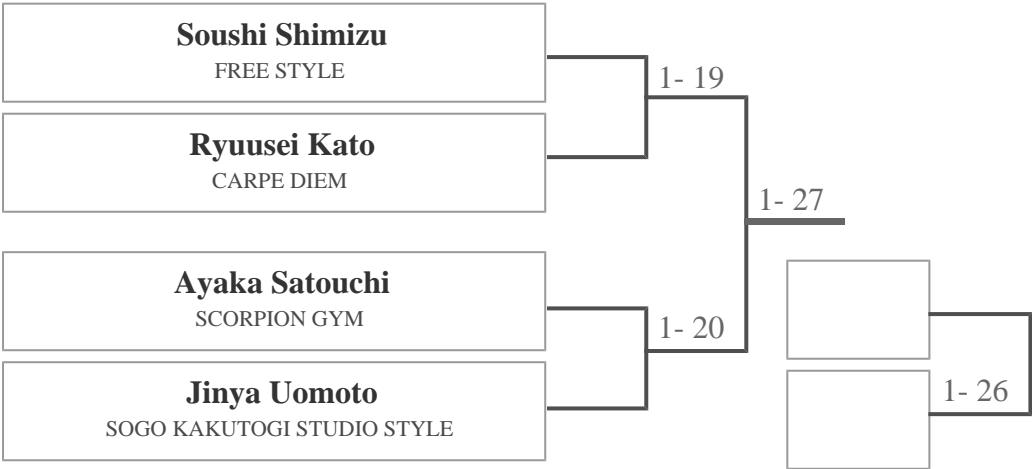 Soushi Shimizu
FREE STYLE
1- 19
Ryuusei Kato
CARPE DIEM
1- 27
Ayaka Satouchi
SCORPION GYM
1- 20
Jinya Uomoto
SOGO KAKUTOGI STUDIO STYLE
1- 26